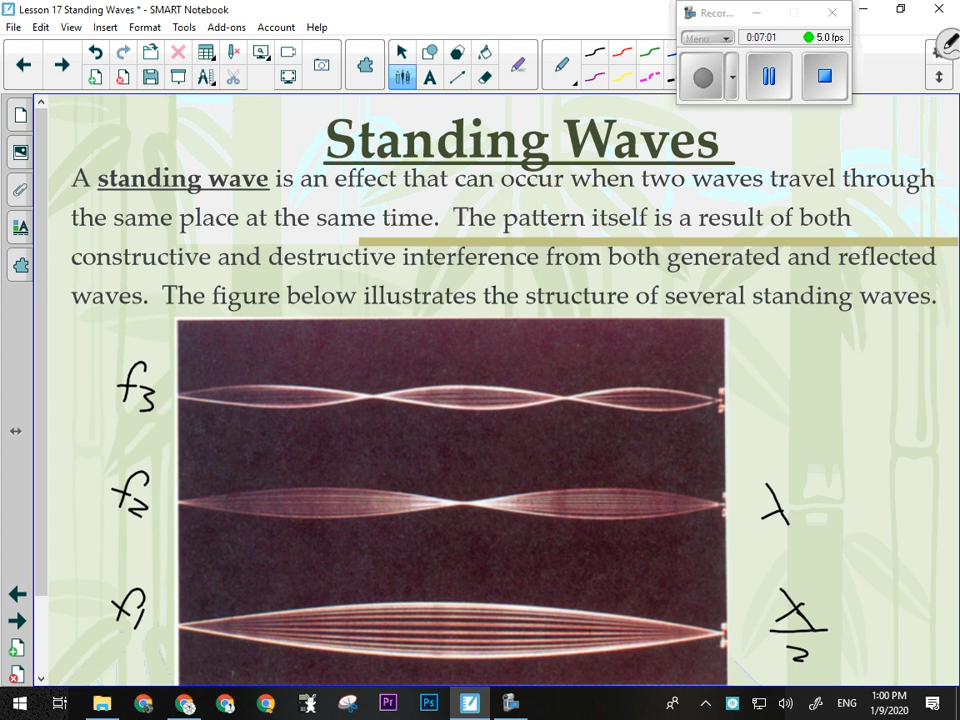 Lesson 17 Standing Waves * - SMART Notebook
Recor...
File Edit View Insert Format Tools Add-ons Account Help
Menu
0:07:01
5.0 fps
Standing Waves
A standing wave is an effect that can occur when two waves travel through
the same place at the same time. The pattern itself is a result of both
constructive and destructive interference from both generated and reflected
waves. The figure below illustrates the structure of several standing waves.
f3
f2
λ
f1
λ/2
Pr
Ps
ENG
1:00 PM
1/9/2020